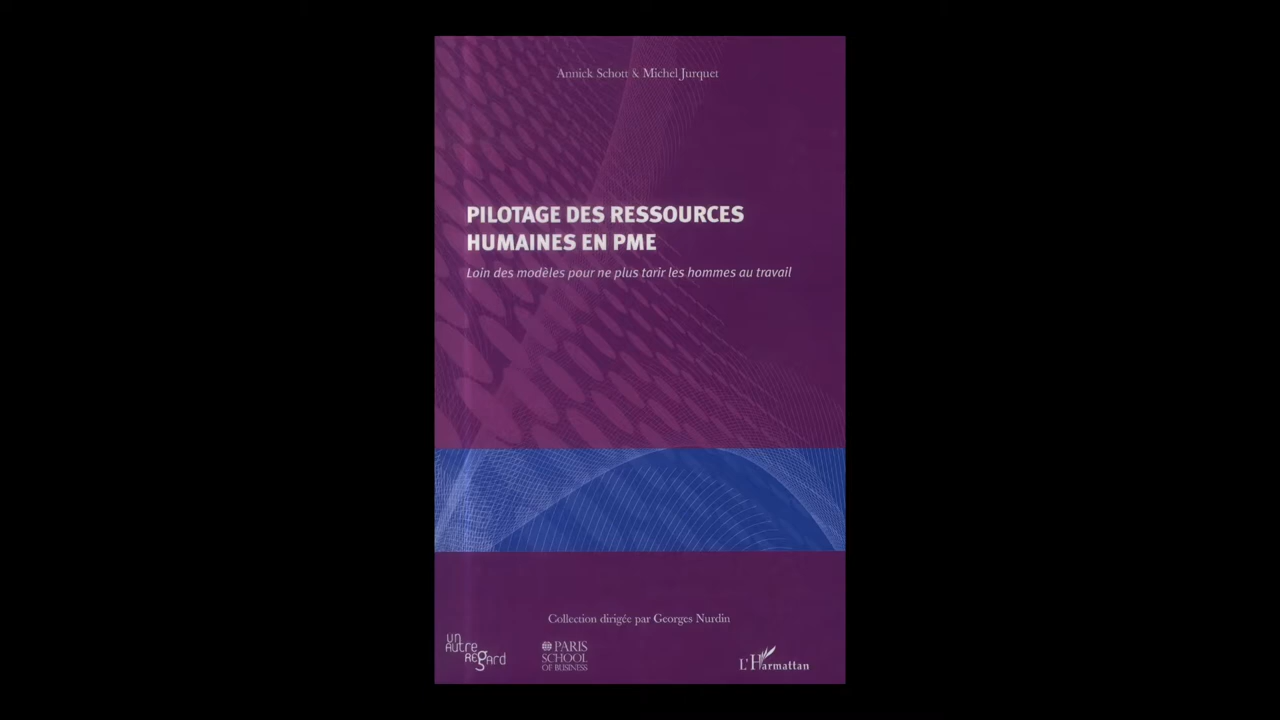 Annick Schott & Michel Jurquet
PILOTAGE DES RESSOURCES
HUMAINES EN PME
Loin des modèles pour ne plus tarir les hommes au travail
Collection dirigée par Georges Nurdin
un
Autre
REgard
PARIS
SCHOOL
OF BUSINESS
L'Harmattan